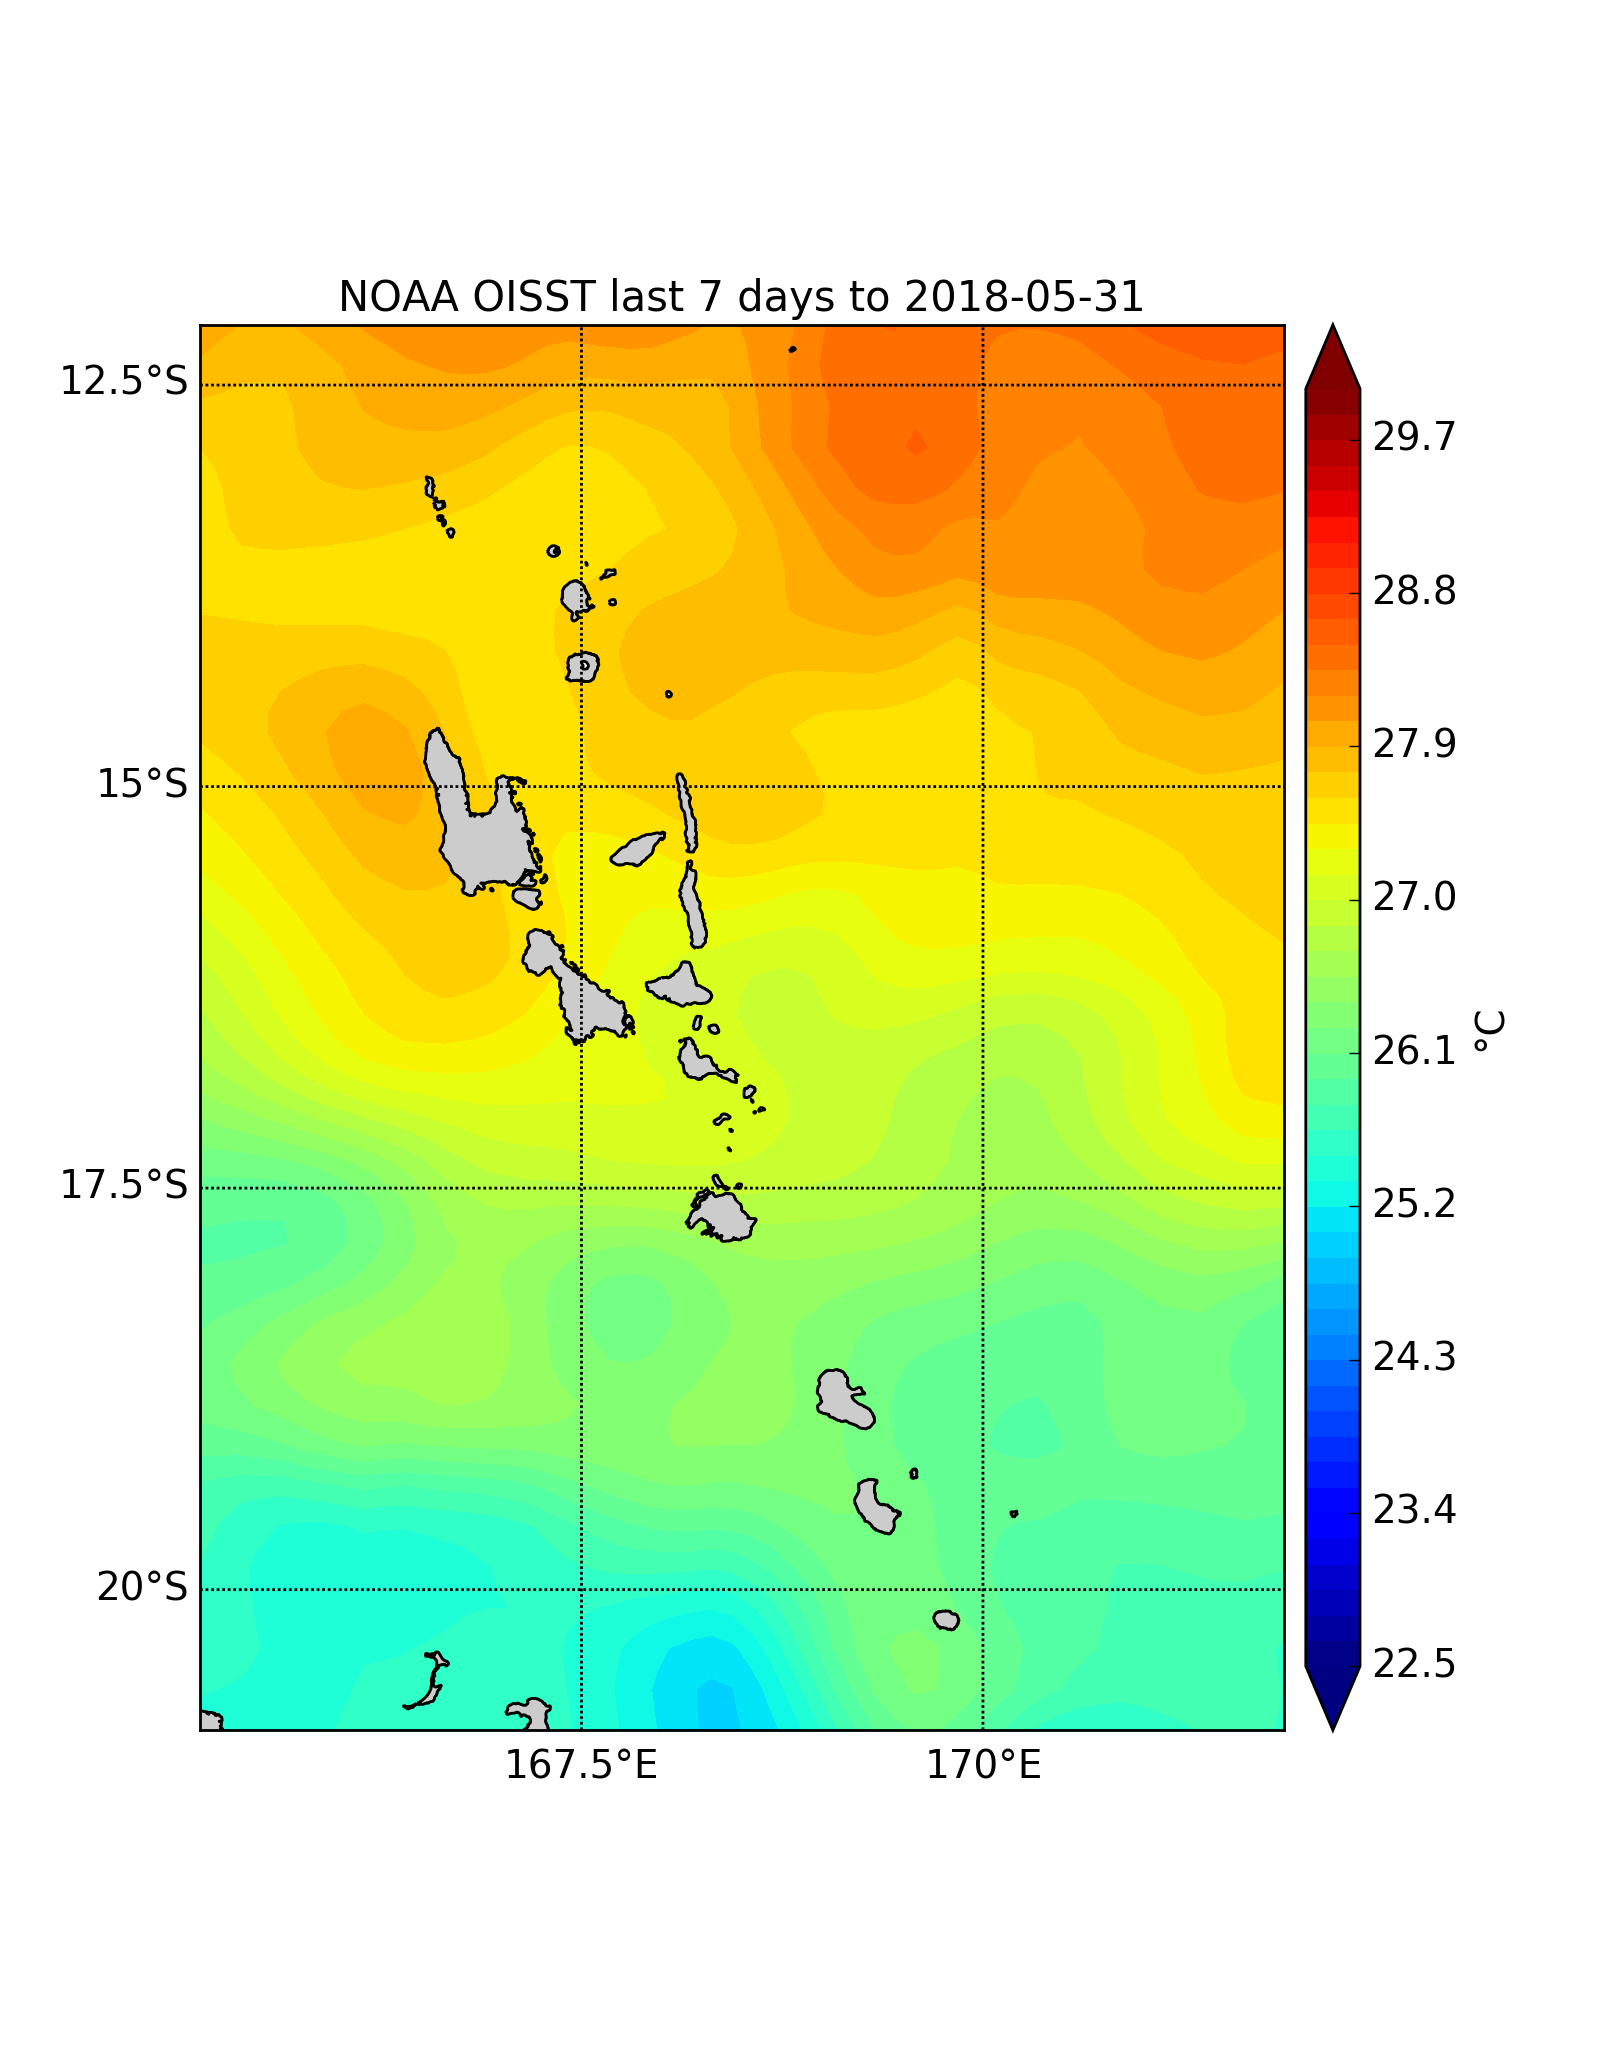 NOAA OISST last 7 days to 2018-05-31
12.5°S
15°S
17.5°S
20°S
167.5°E
170°E
29.7
28.8
27.9
27.0
26.1
25.2
24.3
23.4
22.5
°C